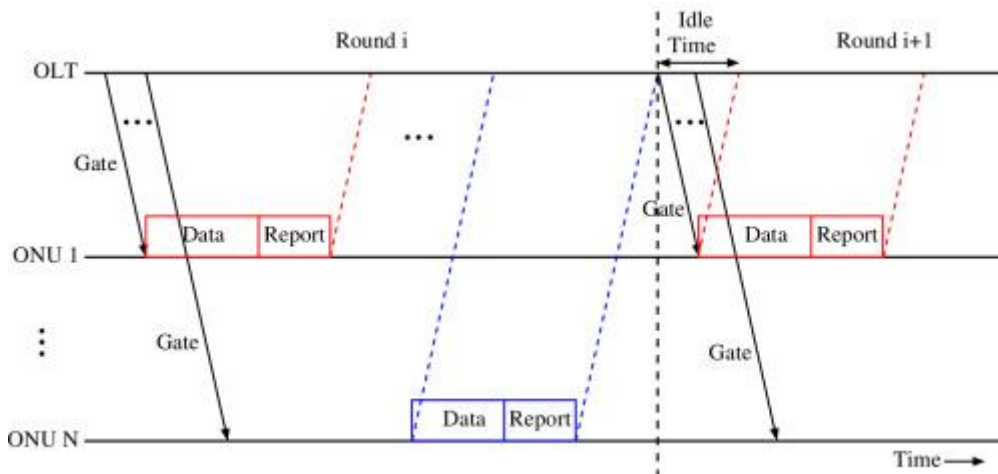 Round i
Idle
Time
Round i+1
OLT
...
...
...
Gate
Gate
Data
Report
Data
Report
ONU 1
...
Gate
Gate
Data
Report
ONU N
Time